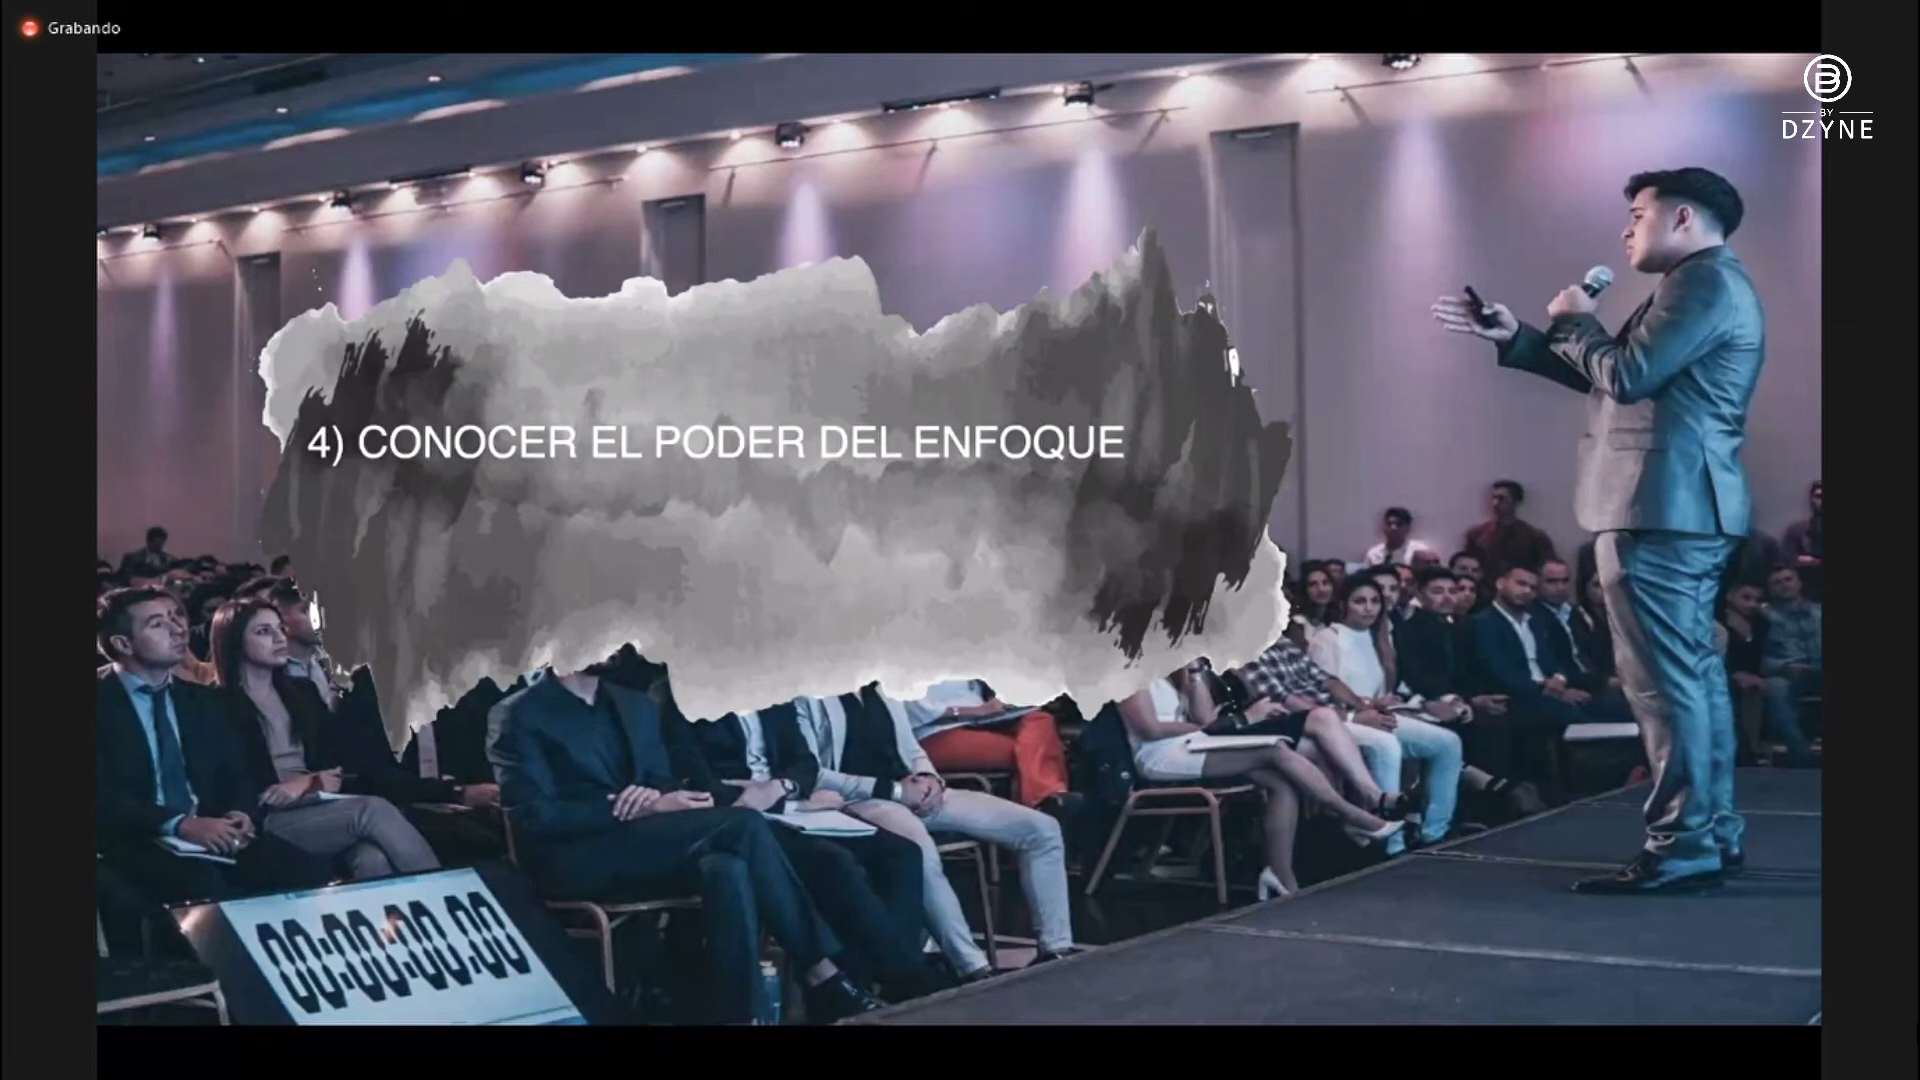 Grabando
B
BY
DZYNE
4) CONOCER EL PODER DEL ENFOQUE
00:00:00.00